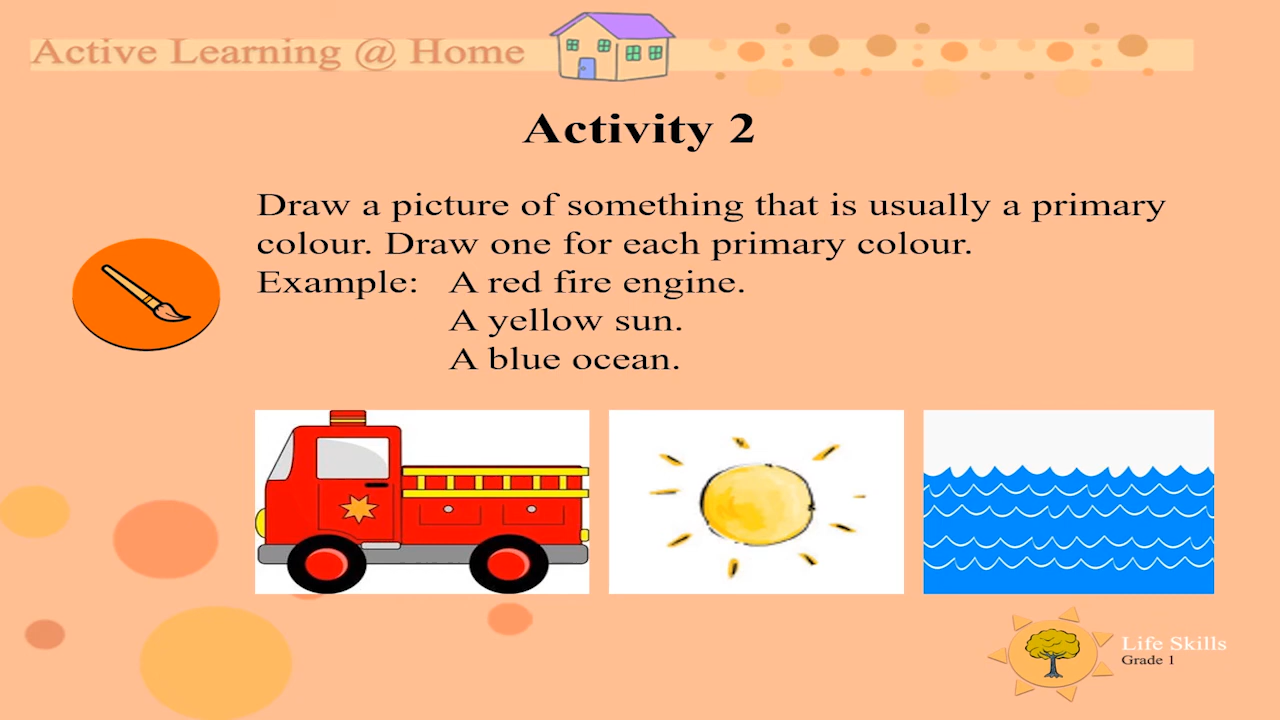 Active Learning @ Home
Activity 2
Draw a picture of something that is usually a primary
colour. Draw one for each primary colour.
Example: A red fire engine.
A yellow sun.
A blue ocean.
Life Skills
Grade 1